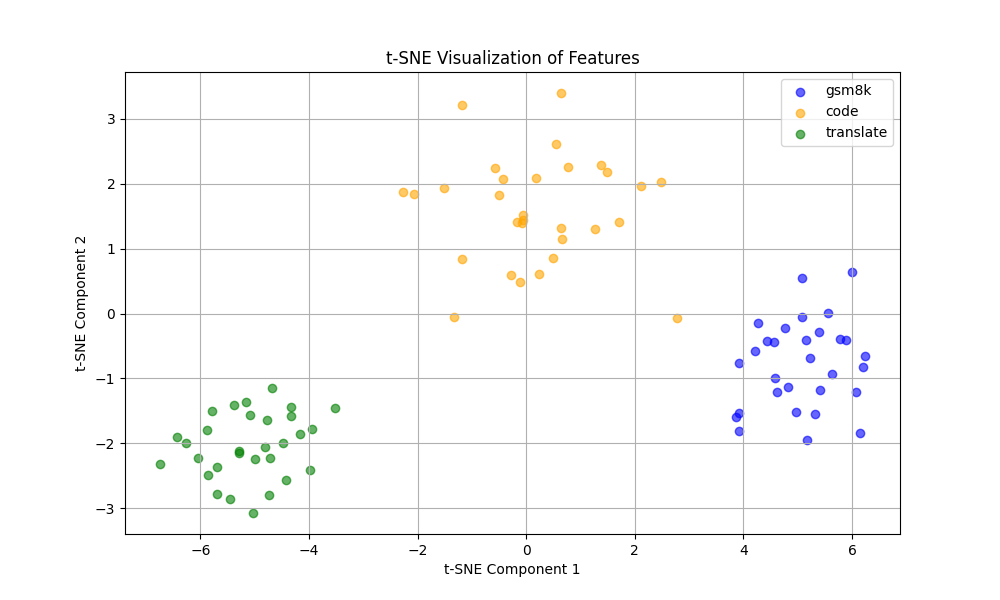 t-SNE Visualization of Features
gsm8k
code
translate
t-SNE Component 2
3
2
1
0
−1
−2
−3
−6
−4
−2
0
2
4
6
t-SNE Component 1